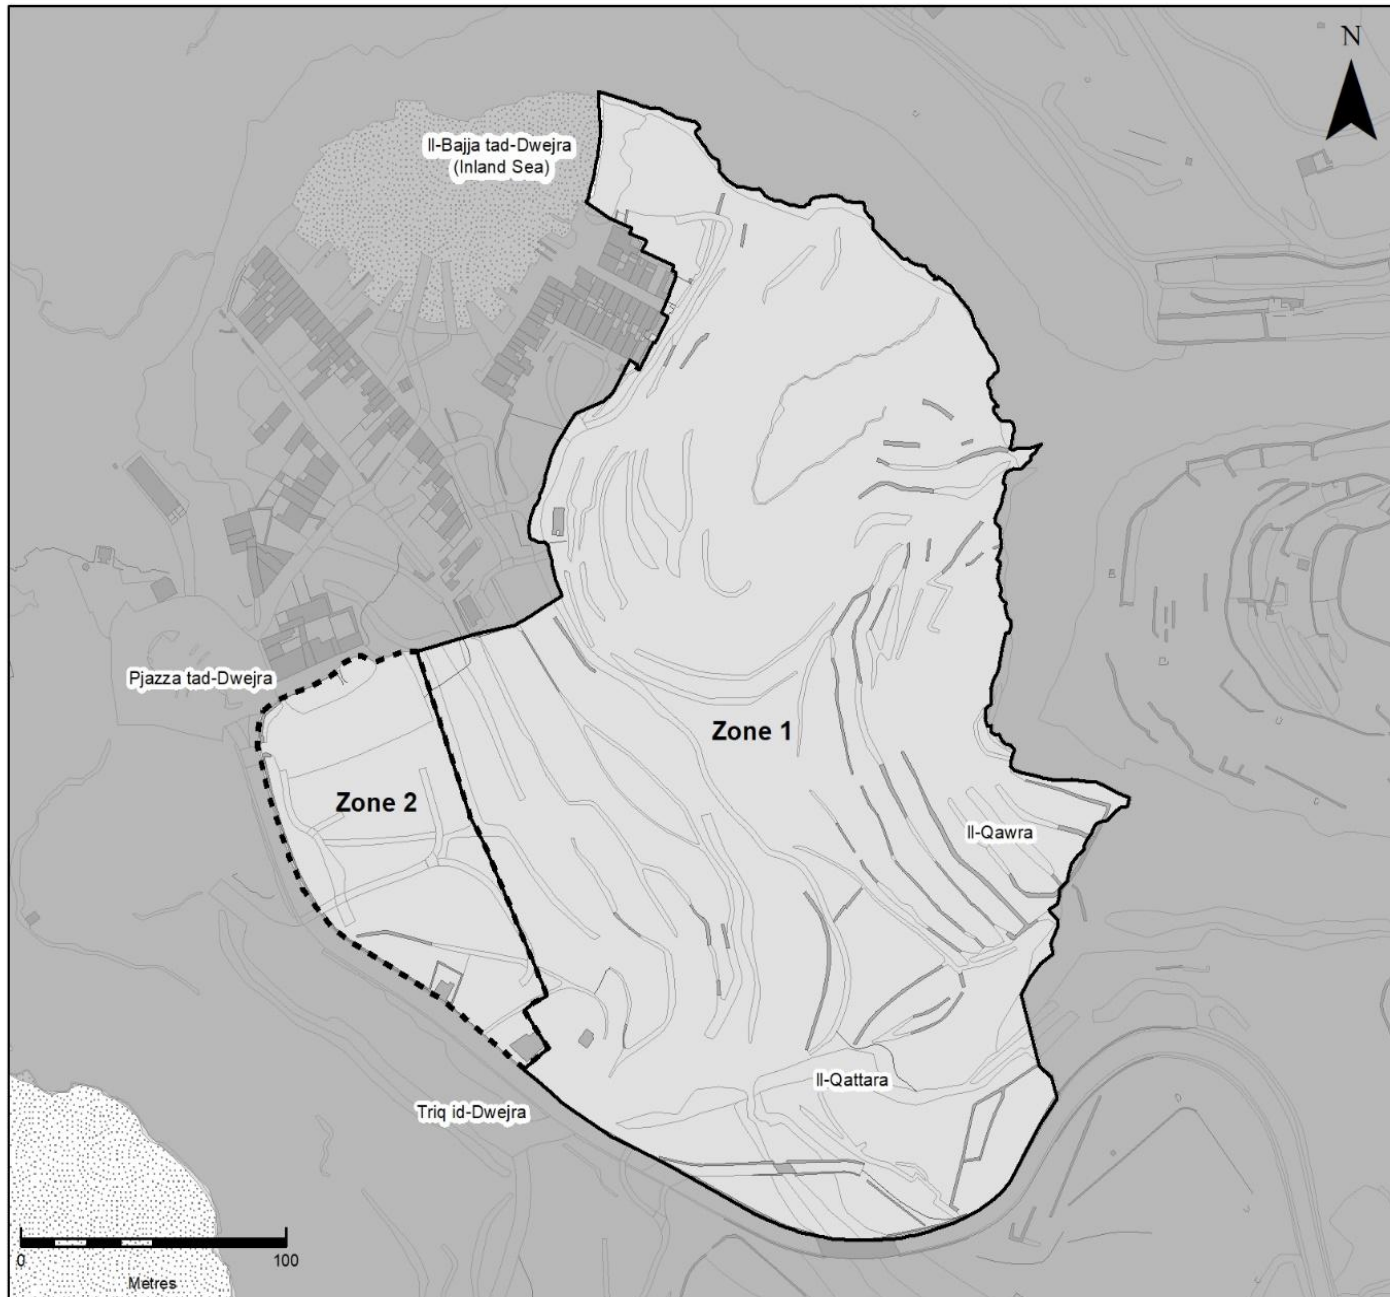 N
Il-Bajja tad-Dwejra
(Inland Sea)
Pjazza tad-Dwejra
Zone 1
Zone 2
Il-Qawra
Il-Qattara
Triq id-Dwejra
0 100
Metres